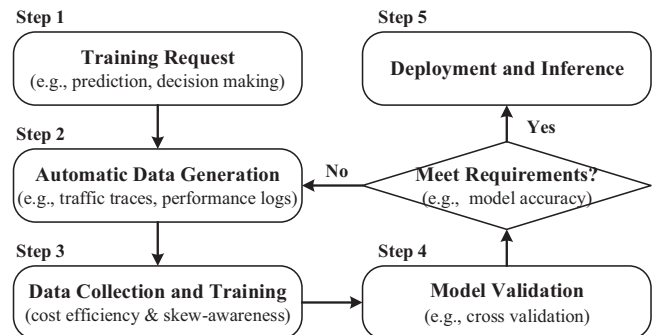 Step 1
Training Request
(e.g., prediction, decision making)
Step 2
Automatic Data Generation
(e.g., traffic traces, performance logs)
Step 3
Data Collection and Training
(cost efficiency & skew-awareness)
Step 4
Model Validation
(e.g., cross validation)
Meet Requirements?
(e.g.,  model accuracy)
No
Yes
Step 5
Deployment and Inference